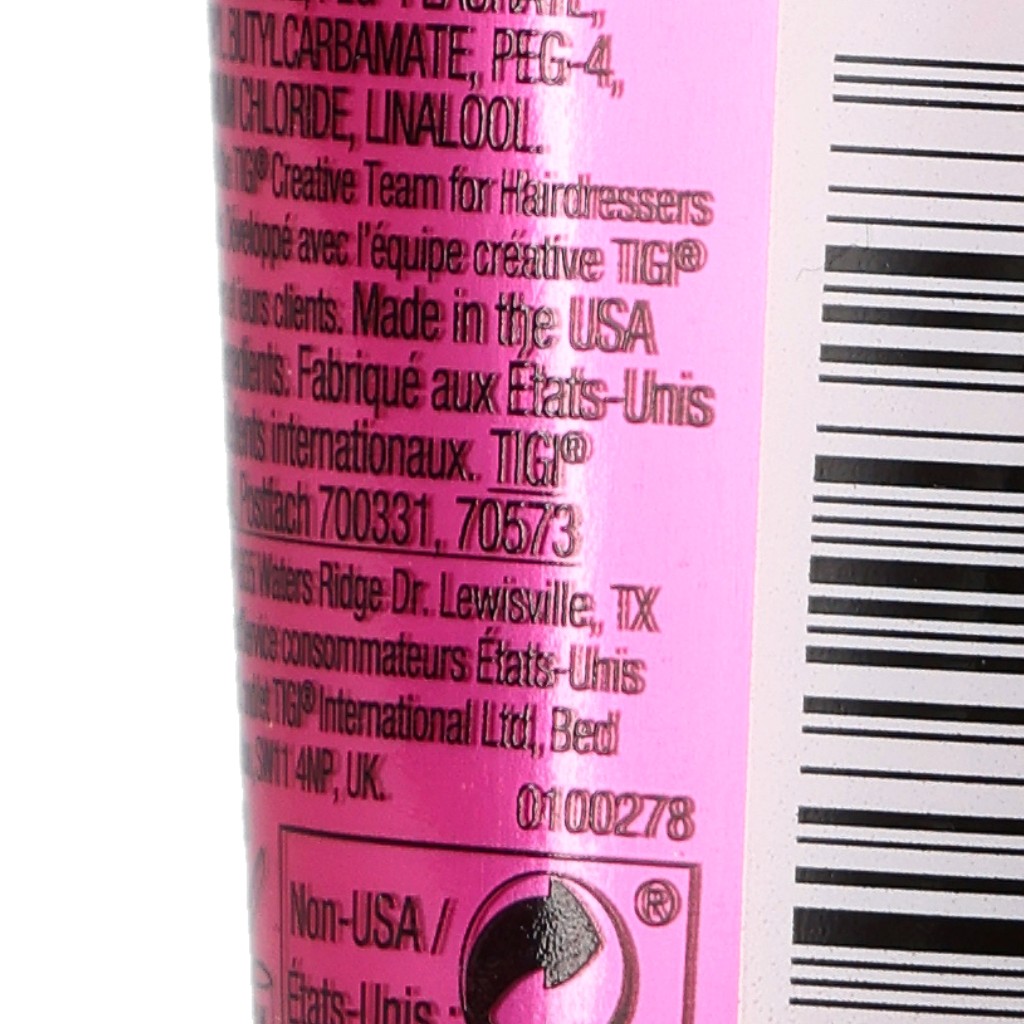 BUTYLCARBAMATE, PEG-4,
CHLORIDE, LINALOOL.
TIGI® Creative Team for Hairdressers
avec l'équipe créative TIGI®
leurs clients. Made in the USA
Fabriqué aux États-Unis
internationaux. TIGI®
Postfach 700331, 70573
Waters Ridge Dr. Lewisville, TX
consommateurs États-Unis
TIGI® International Ltd, Bed
SW11 4NP, UK.
0100278
Non-USA /
®
États-Unis :